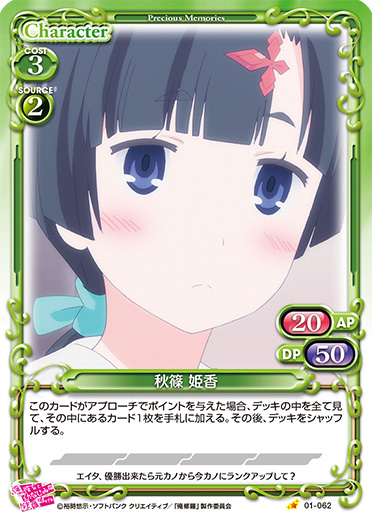 Precious Memories
Character
COST
3
SOURCE
2
20 AP
DP 50
秋篠 姫香
このカードがアプローチでポイントを与えた場合、デッキの中を全て見
て、その中にあるカード1枚を手札に加える。その後、デッキをシャッフ
ルする。
エイタ、優勝出来たら元カノから今カノにランクアップして?
©裕時悠示・ソフトバンク クリエイティブ/「俺修羅」製作委員会
01-062